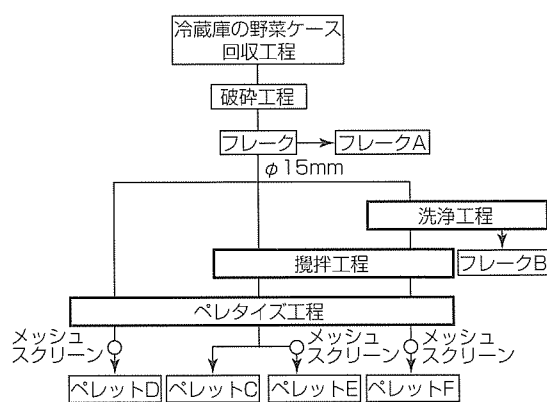 冷蔵庫の野菜ケース
回収工程
破砕工程
フレーク
フレークA
φ15mm
洗浄工程
攪拌工程
フレークB
ペレタイズ工程
メッシュ
スクリーン
メッシュ
スクリーン
メッシュ
スクリーン
ペレットD
ペレットC
ペレットE
ペレットF